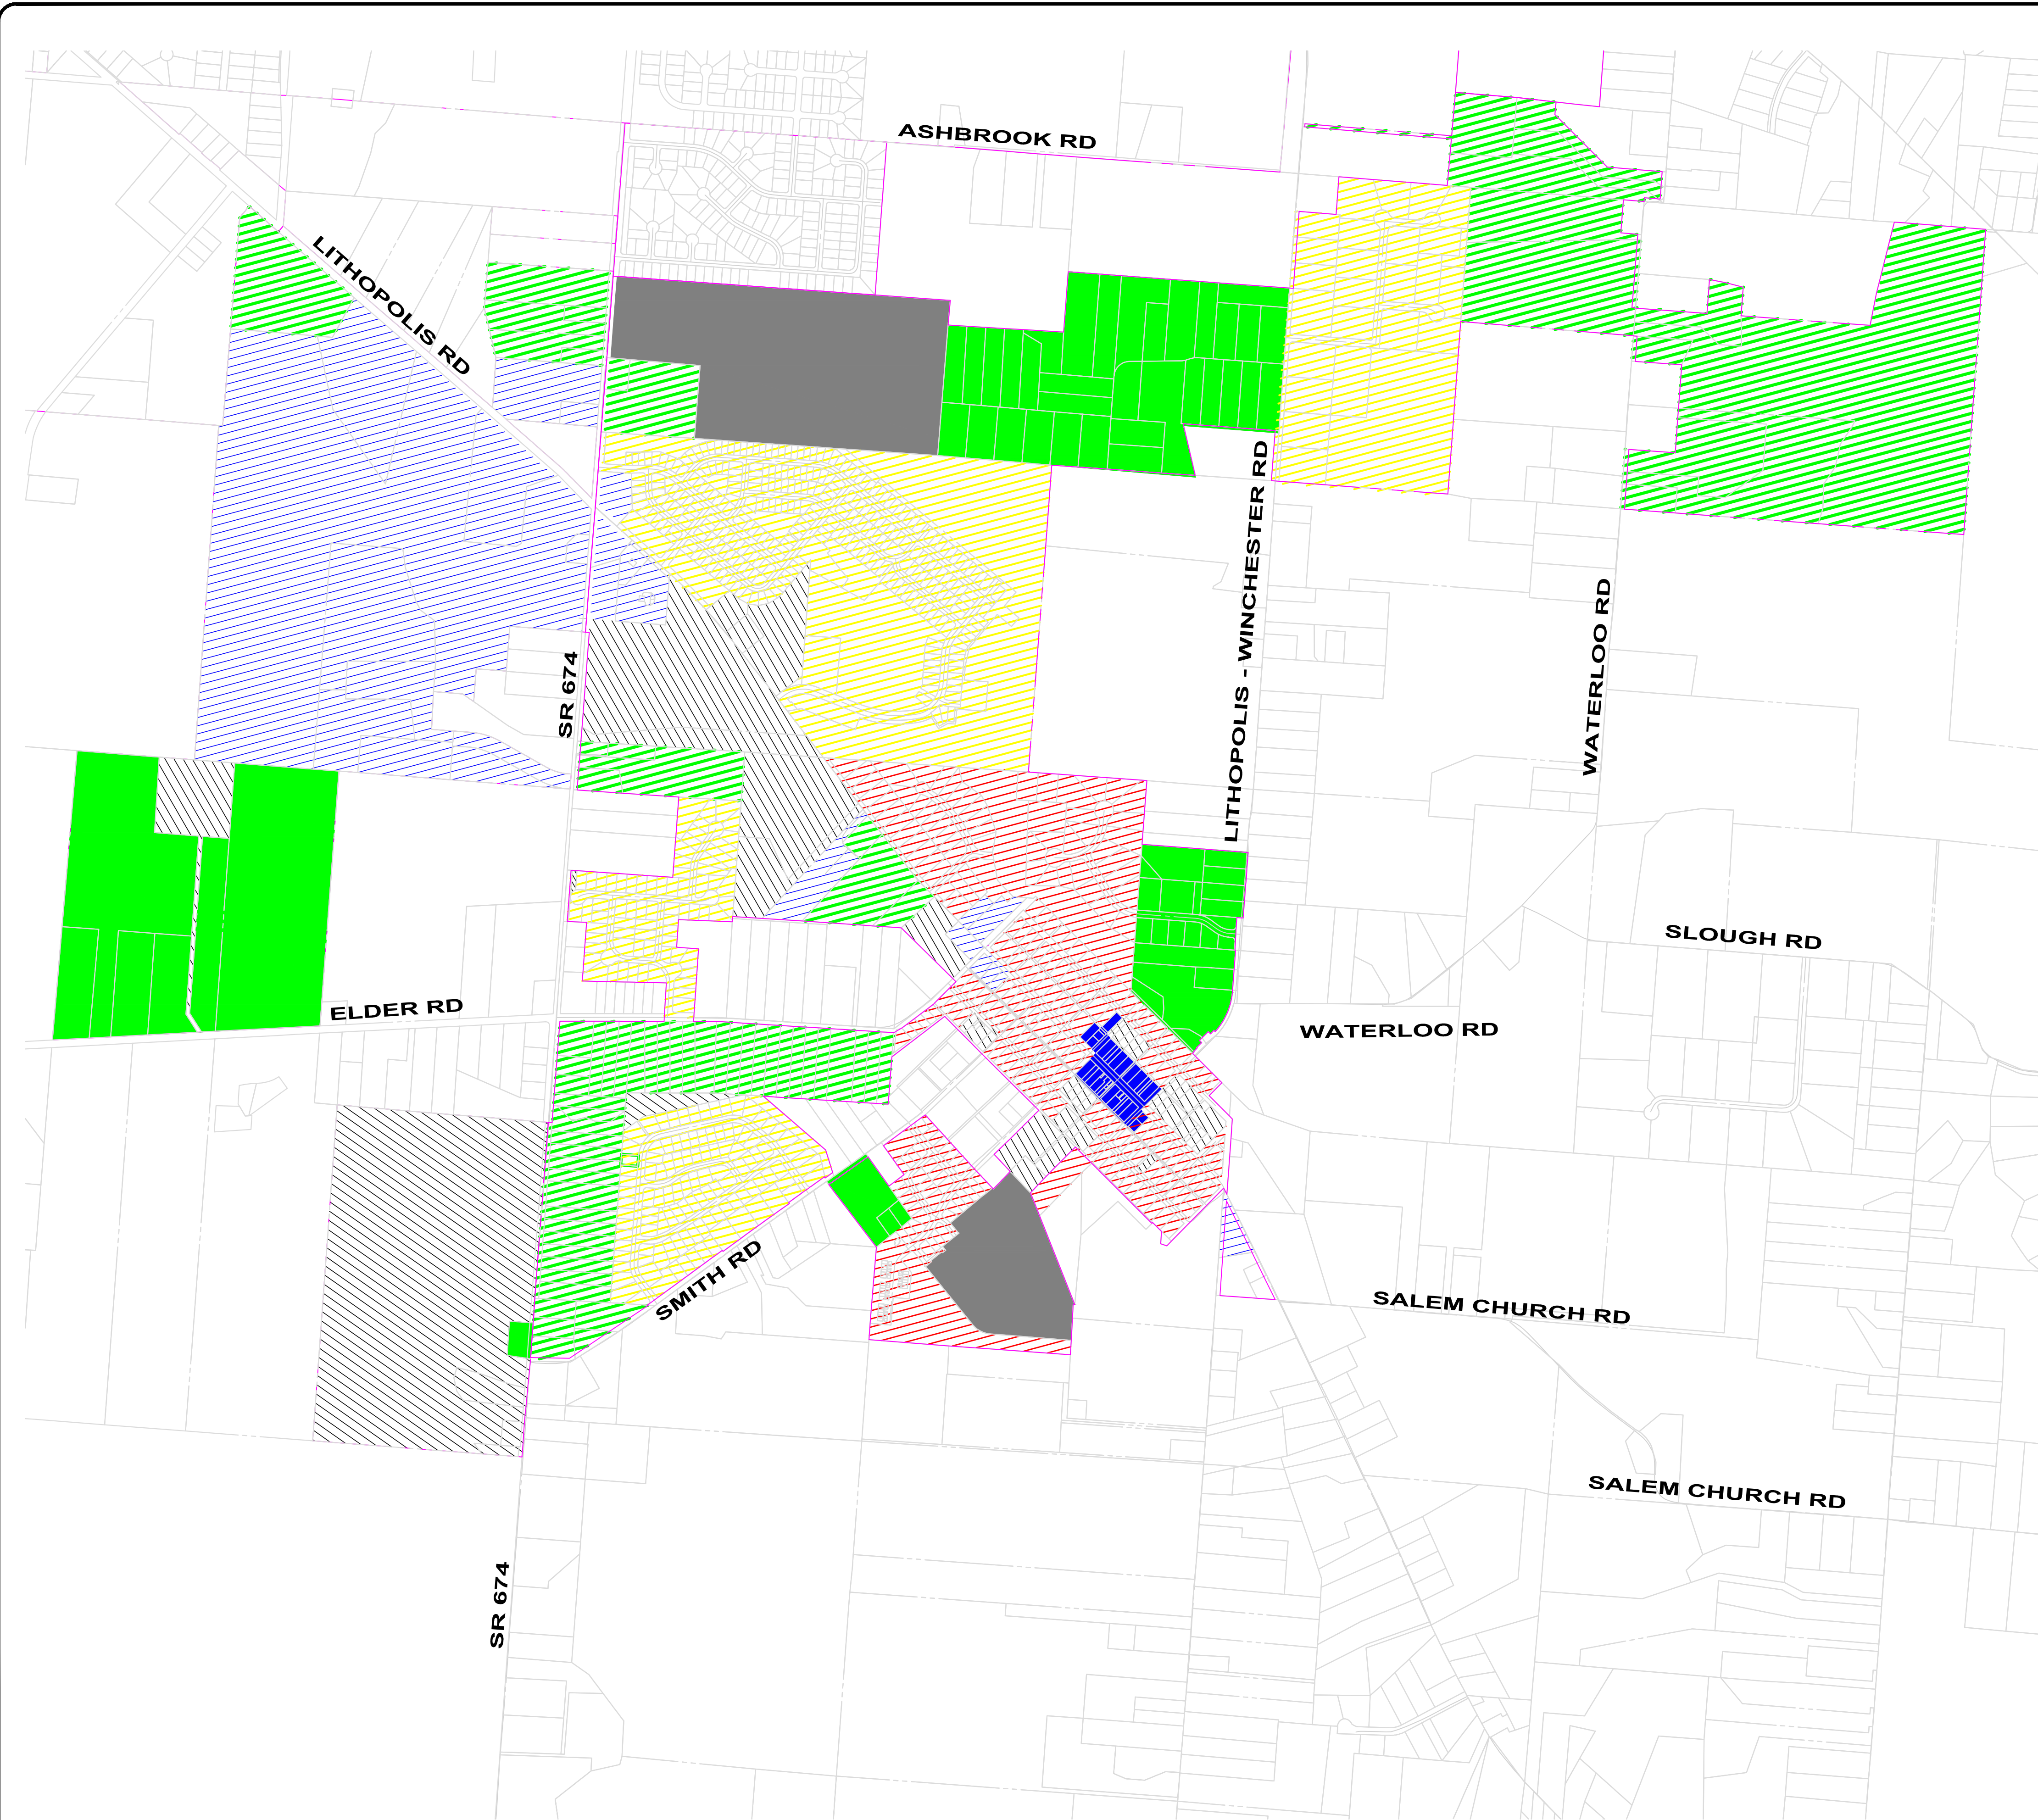 ASHBROOK RD
LITHOPOLIS RD
LITHOPOLIS - WINCHESTER RD
WATERLOO RD
SR 674
SLOUGH RD
ELDER RD
WATERLOO RD
SMITH RD
SALEM CHURCH RD
SALEM CHURCH RD
SR 674